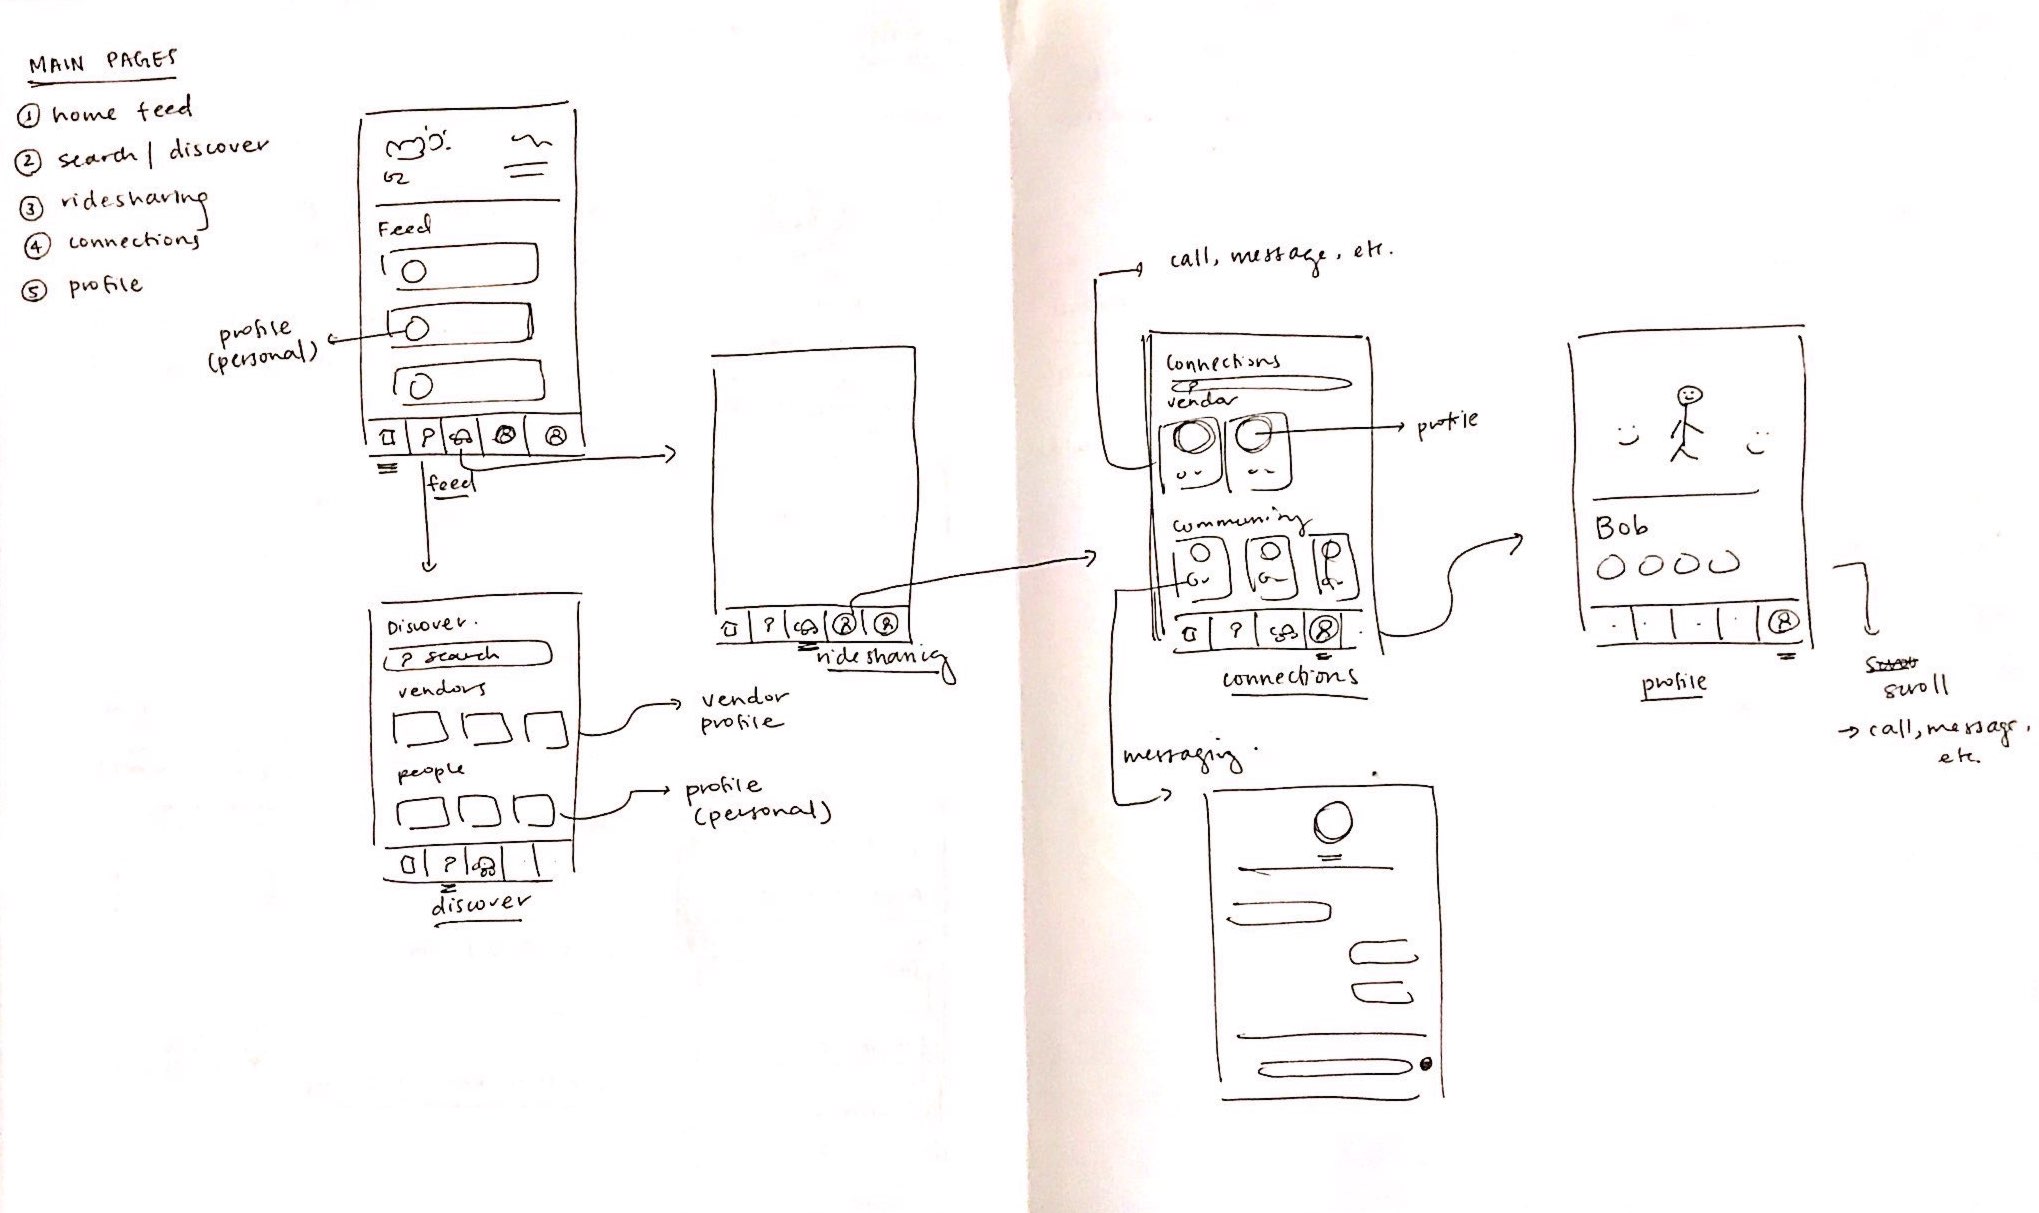 MAIN PAGES
① home feed
② search / discover
③ ridesharing
④ connections
⑤ profile
Feed
profile
(personal)
feed
Discover.
search
vendors
people
discover
vendor
profile
profile
(personal)
ridesharing
call, message, etc.
connections
vendor
profile
community
connections
messaging.
Bob
profile
scroll
→ call, message,
etc.